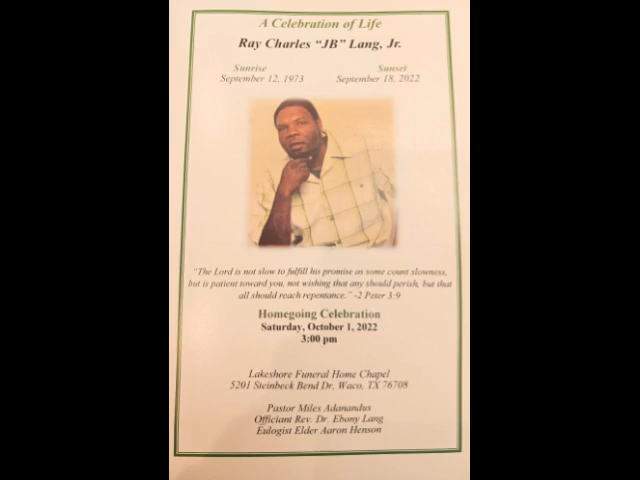 A Celebration of Life
Ray Charles "JB" Lang, Jr.
Sunrise
September 12, 1973
Sunset
September 18, 2022
"The Lord is not slow to fulfill his promise as some count slowness,
but is patient toward you, not wishing that any should perish, but that
all should reach repentance." -2 Peter 3:9
Homegoing Celebration
Saturday, October 1, 2022
3:00 pm
Lakeshore Funeral Home Chapel
5201 Steinbeck Bend Dr, Waco, TX 76708
Pastor Miles Adanandus
Officiant Rev. Dr. Ebony Lang
Eulogist Elder Aaron Henson